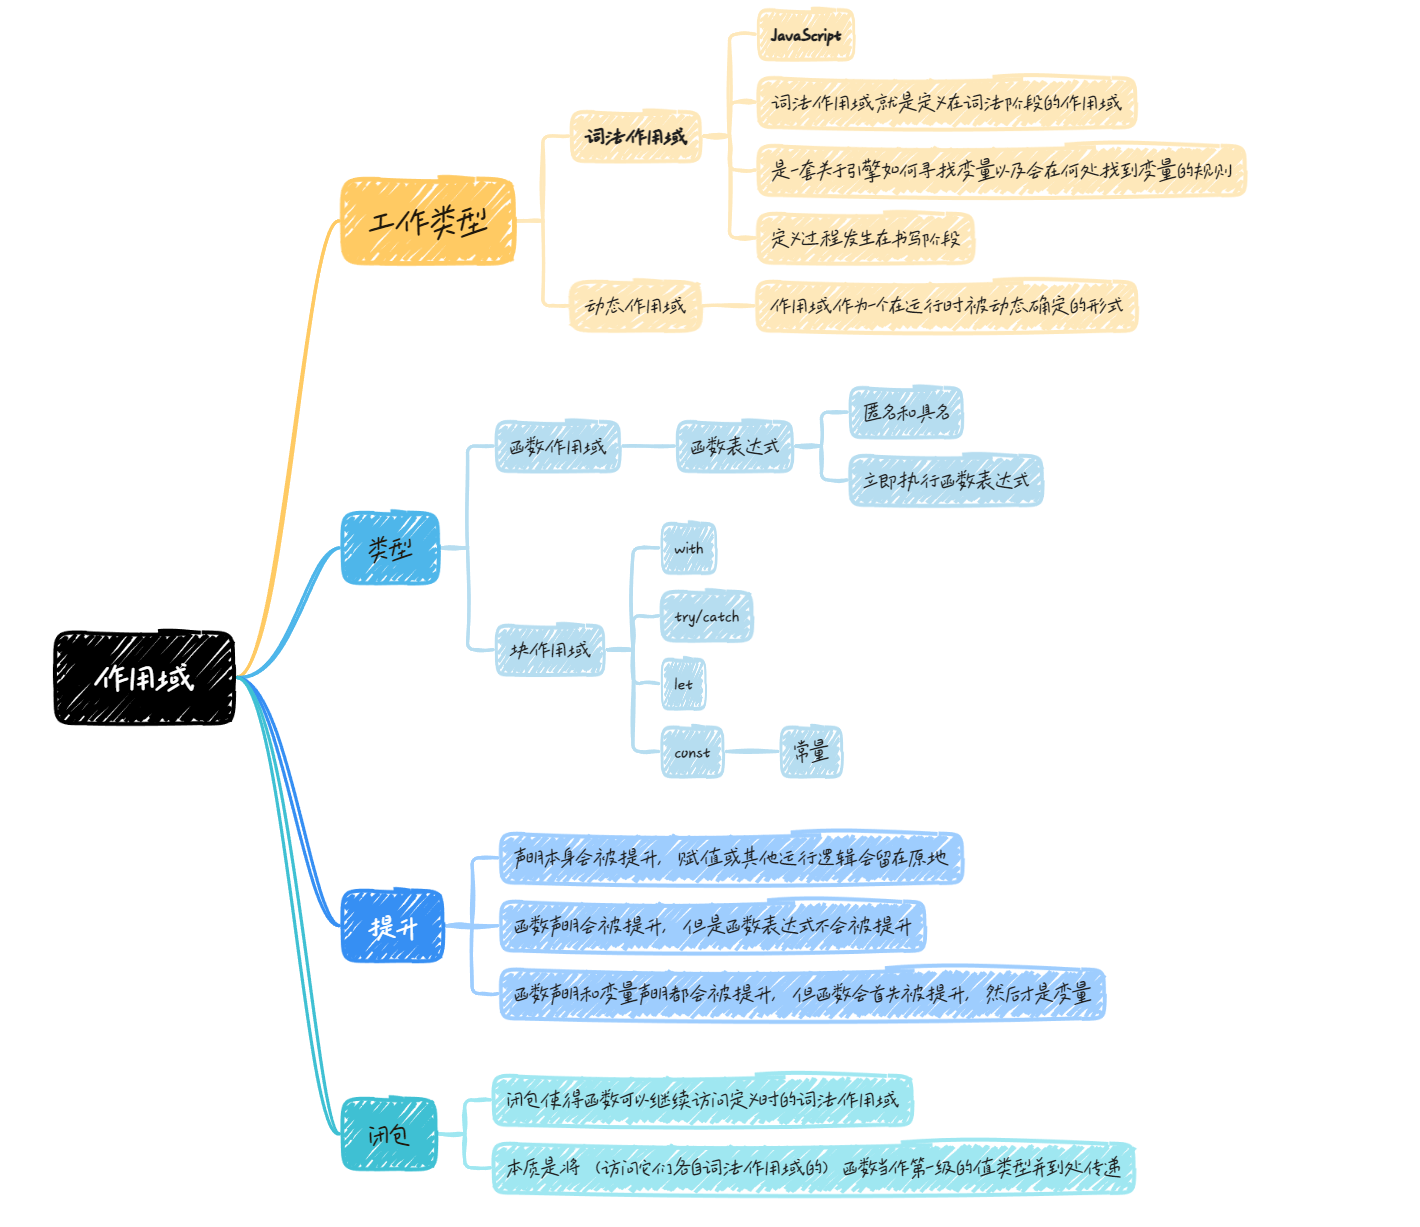 作用域
工作类型
词法作用域
JavaScript
词法作用域就是定义在词法阶段的作用域
是一套关于引擎如何寻找变量以及会在何处找到变量的规则
定义过程发生在书写阶段
动态作用域
作用域作为一个在运行时被动态确定的形式
类型
函数作用域
函数表达式
匿名和具名
立即执行函数表达式
块作用域
with
try/catch
let
const
常量
提升
声明本身会被提升，赋值或其他运行逻辑会留在原地
函数声明会被提升，但是函数表达式不会被提升
函数声明和变量声明都会被提升，但函数会首先被提升，然后才是变量
闭包
闭包使得函数可以继续访问定义时的词法作用域
本质是将（访问它们各自词法作用域的）函数当作第一级的值类型并到处传递